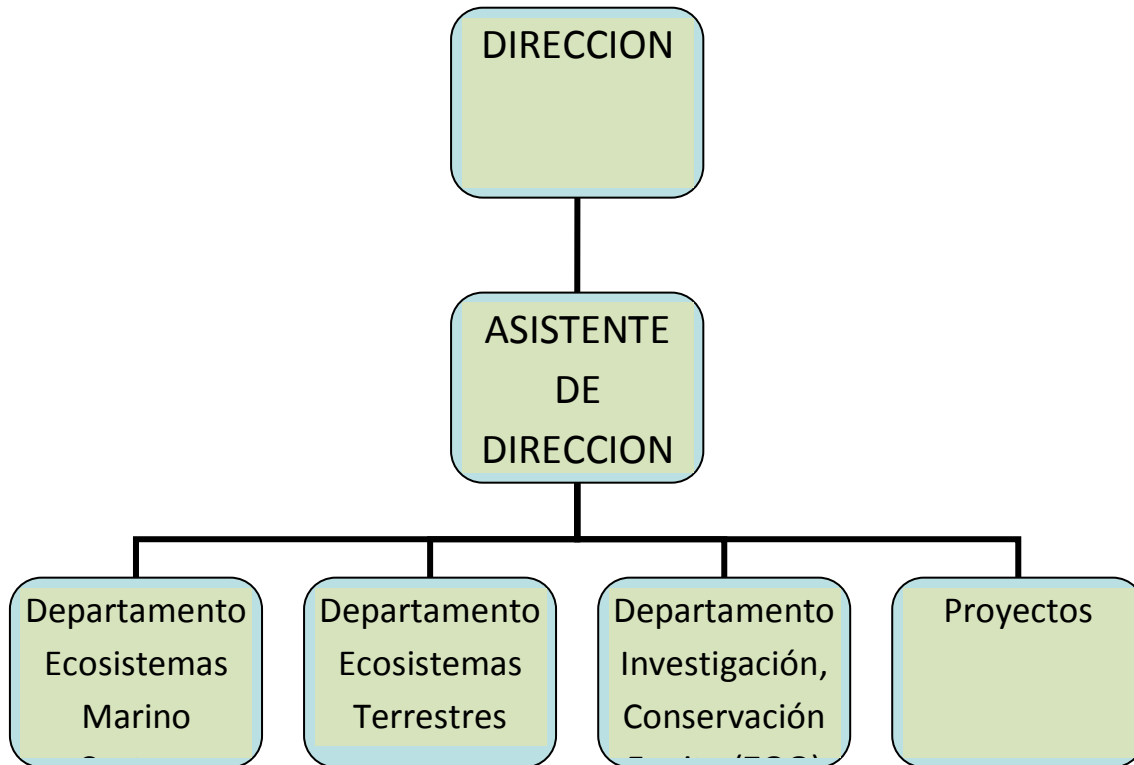 DIRECCION
ASISTENTE
DE
DIRECCION
Departamento
Ecosistemas
Marino
Departamento
Ecosistemas
Terrestres
Departamento
Investigación,
Conservación
Proyectos